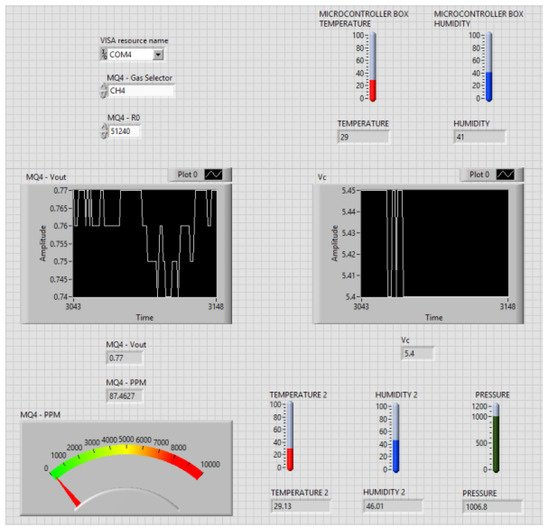 MICROCONTROLLER BOX
TEMPERATURE
MICROCONTROLLER BOX
HUMIDITY
VISA resource name
COM4
MQ4 - Gas Selector
CH4
MQ4 - R0
51240
100
80
60
40
20
0
100
80
60
40
20
0
TEMPERATURE
29
HUMIDITY
41
MQ4 - Vout
Plot 0
0.77
0.765
0.76
0.755
0.75
0.745
0.74
Amplitude
3043
3148
Time
Vc
Plot 0
5.45
5.44
5.43
5.42
5.41
5.4
Amplitude
3043
3148
Time
MQ4 - Vout
0.77
MQ4 - PPM
87.4627
Vc
5.4
MQ4 - PPM
0
1000
2000
3000
4000
5000
6000
7000
8000
10000
TEMPERATURE 2
100
80
60
40
20
0
TEMPERATURE 2
29.13
HUMIDITY 2
100
80
60
40
20
0
HUMIDITY 2
46.01
PRESSURE
1200
1000
500
0
PRESSURE
1006.8